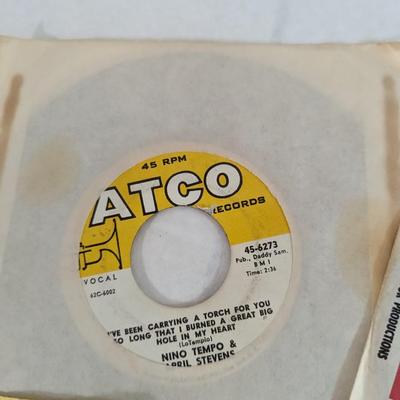 45 RPM
ATCO
RECORDS
45-6273
Pub., Daddy Sam.
B M I
Time: 2:36
VOCAL
62C-6002
I'VE BEEN CARRYING A TORCH FOR YOU
SO LONG THAT I BURNED A GREAT BIG
HOLE IN MY HEART
(LoTempio)
NINO TEMPO &
APRIL STEVENS
PRODUCTIONS